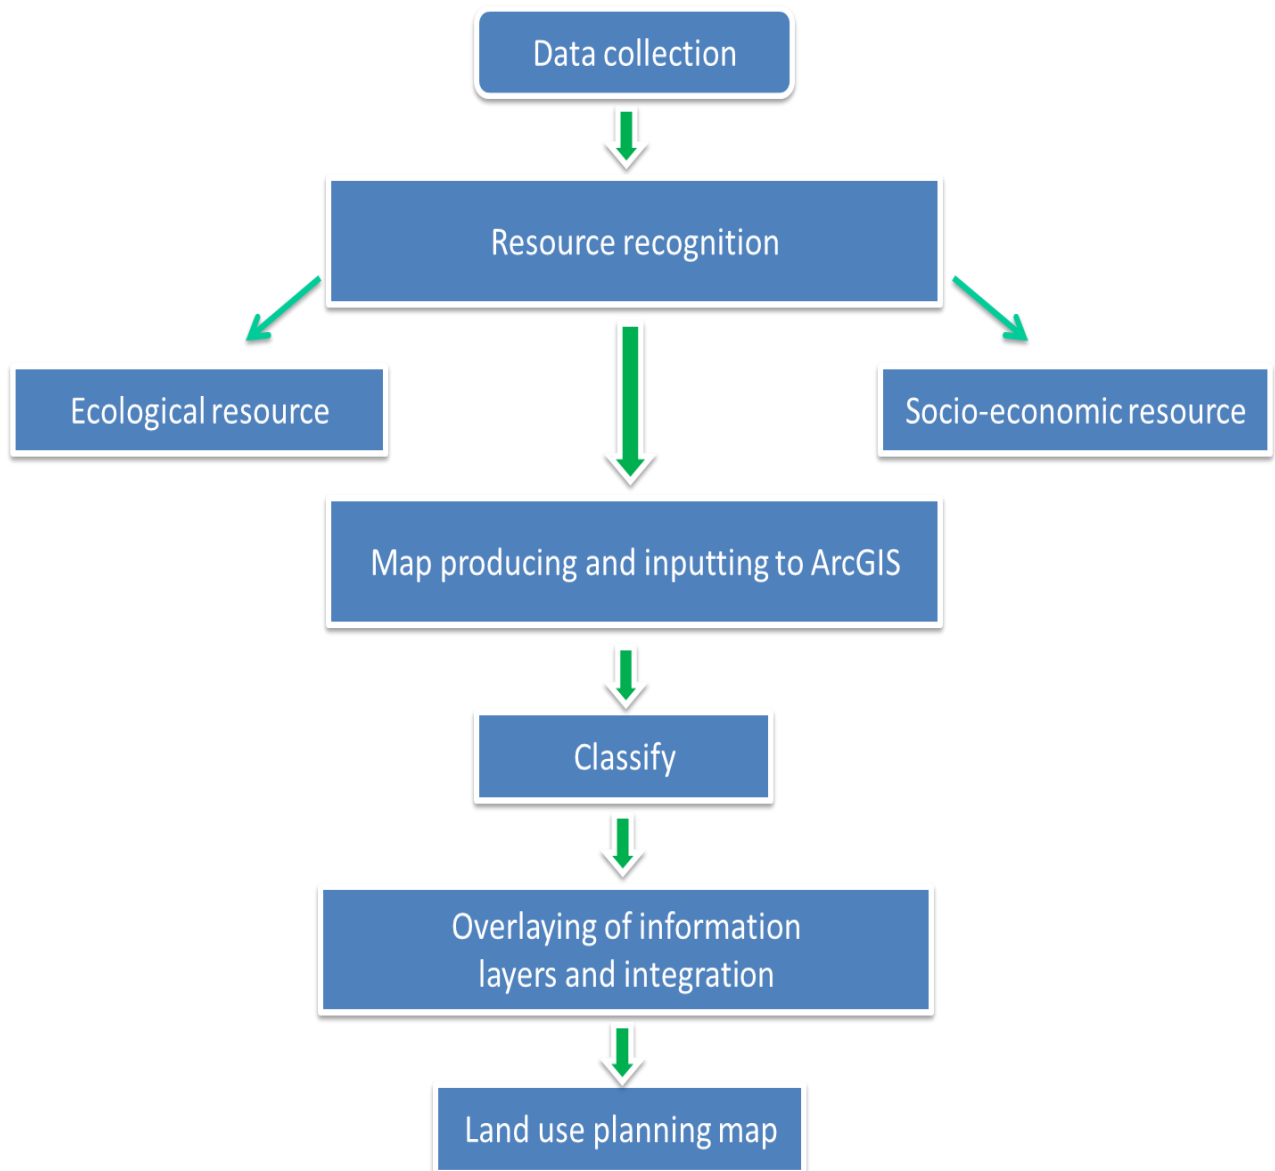 Data collection
Resource recognition
Ecological resource
Socio-economic resource
Map producing and inputting to ArcGIS
Classify
Overlaying of information
layers and integration
Land use planning map